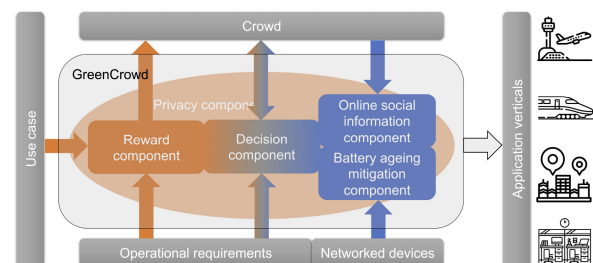 Crowd
GreenCrowd
Privacy compone
Use case
Reward
component
Decision
component
Online social
information
component
Battery ageing
mitigation
component
Application verticals
Operational requirements
Networked devices